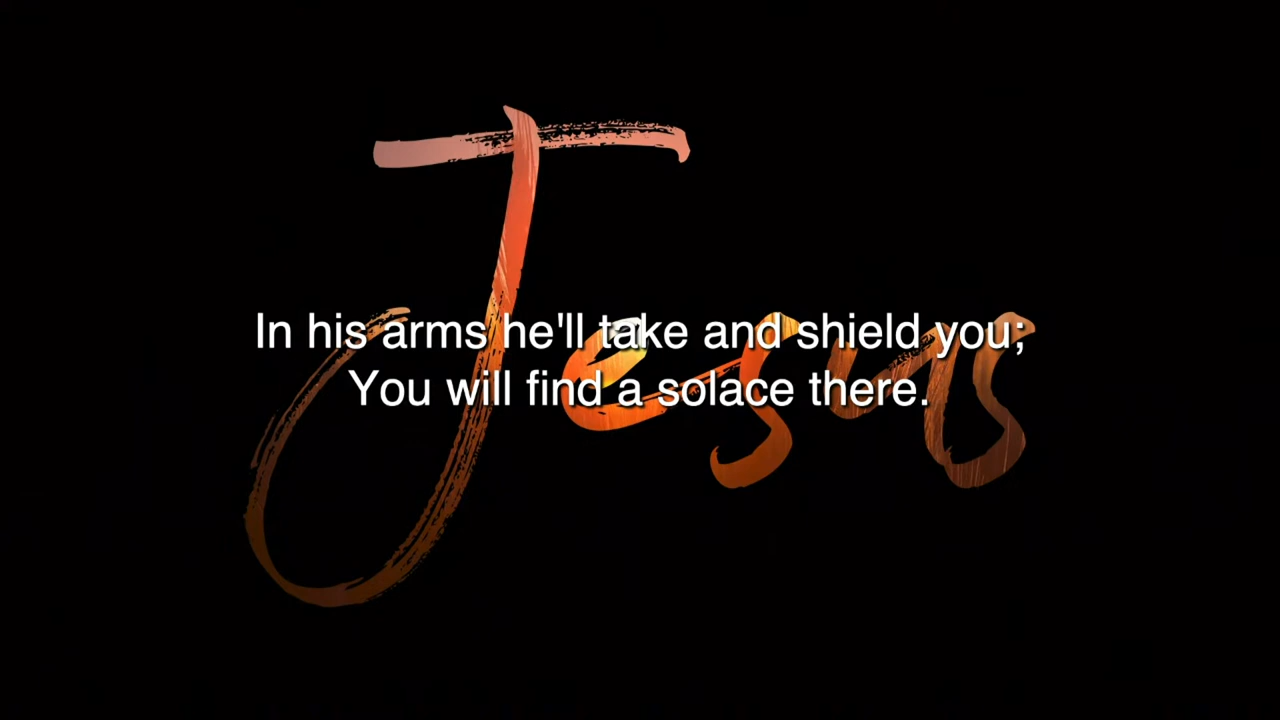 Jesus
In his arms he'll take and shield you;
You will find a solace there.